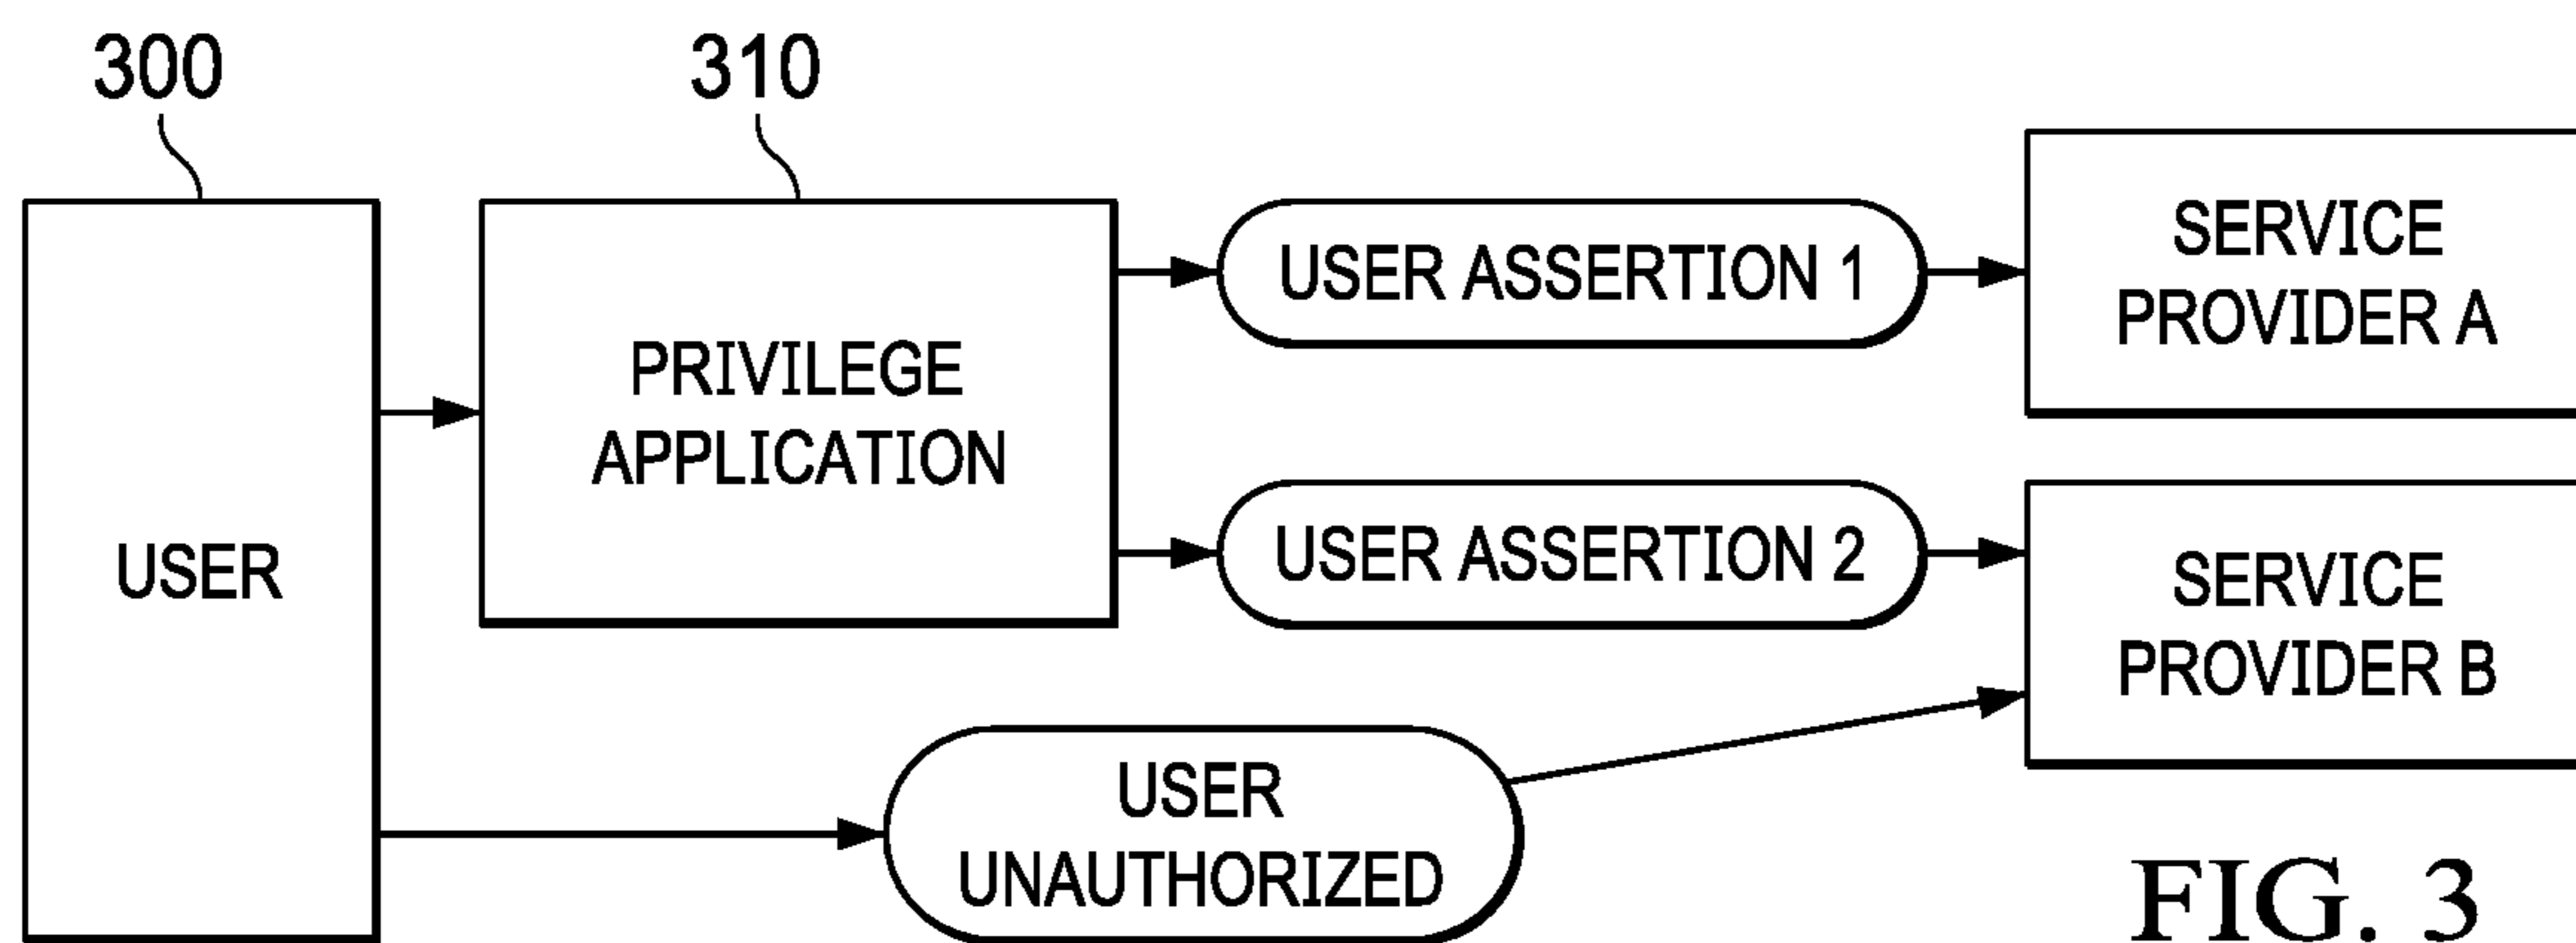 300
310
USER
PRIVILEGE
APPLICATION
USER ASSERTION 1
SERVICE
PROVIDER A
USER ASSERTION 2
SERVICE
PROVIDER B
USER
UNAUTHORIZED
FIG. 3